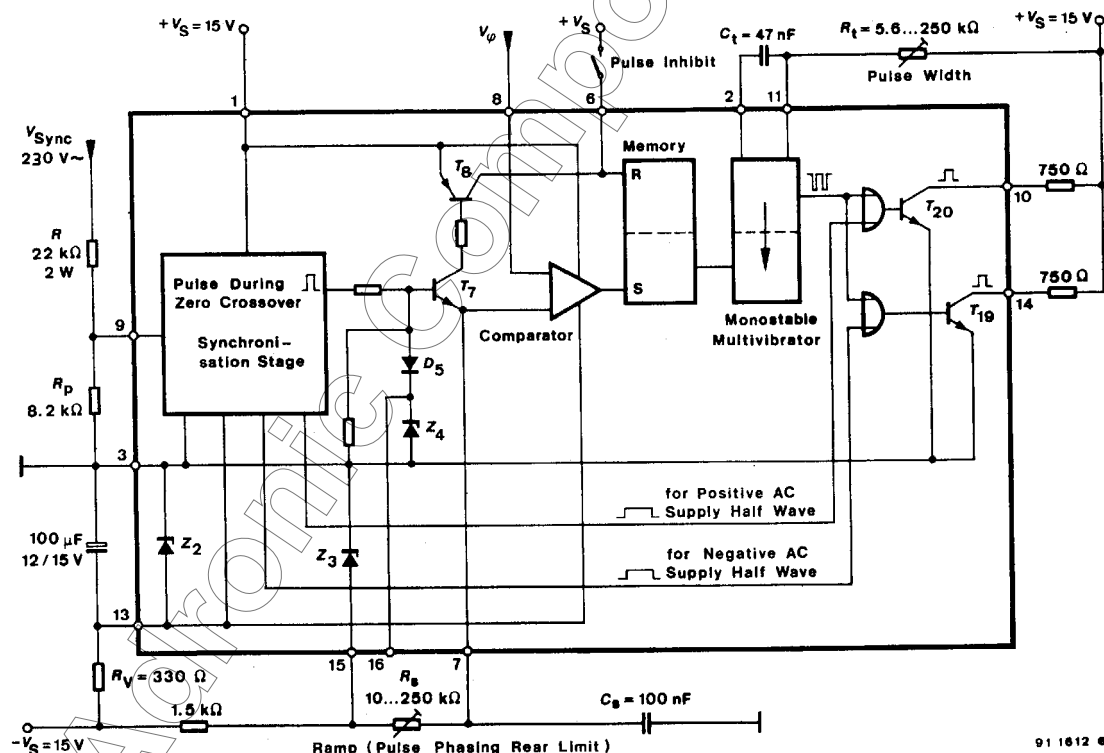 +VS = 15 V
Vφ
+VS
Pulse Inhibit
Ct = 47 nF
Rt = 5.6...250 kΩ
Pulse Width
+VS = 15 V
1
8
6
2
11
VSync
230 V~
R
22 kΩ
2 W
9
Rp
8.2 kΩ
3
100 μF
12/15 V
13
RV = 330 Ω
1.5 kΩ
-VS = 15 V
Pulse During
Zero Crossover
Synchroni-
sation Stage
T8
T7
D5
Z4
Z2
Z3
Comparator
Memory
R
S
Monostable
Multivibrator
T20
T19
10
750 Ω
14
750 Ω
for Positive AC
Supply Half Wave
for Negative AC
Supply Half Wave
15
16
7
Rs
10...250 kΩ
Cs = 100 nF
Ramp (Pulse Phasing Rear Limit)
91 1612 e